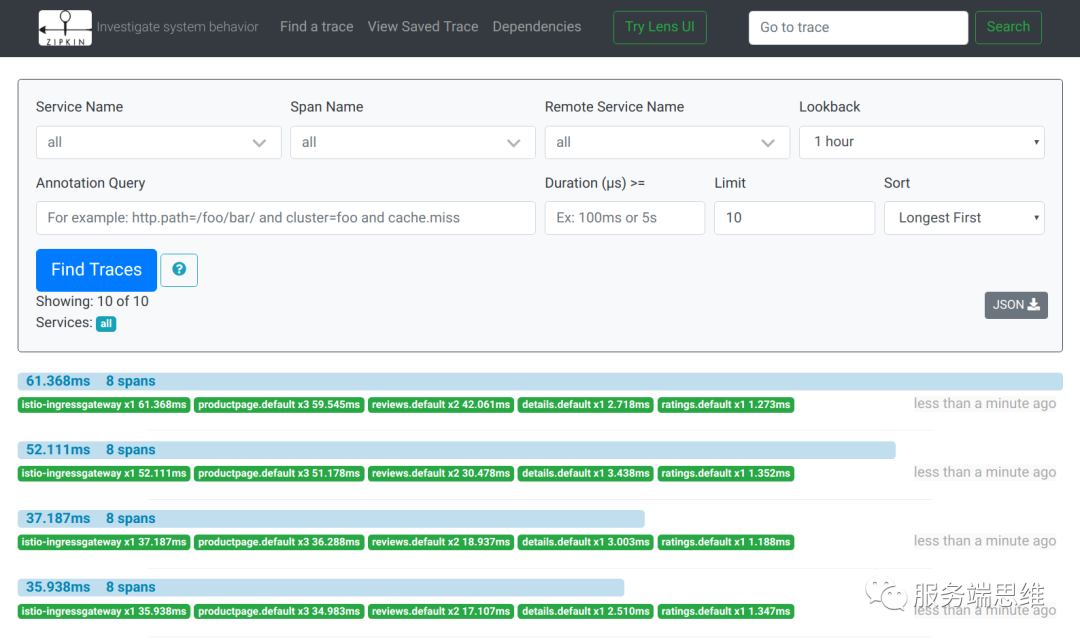 ZIPKIN Investigate system behavior Find a trace View Saved Trace Dependencies Try Lens UI Go to trace Search
Service Name Span Name Remote Service Name Lookback
all all all 1 hour
Annotation Query Duration (μs) >= Limit Sort
For example: http.path=/foo/bar/ and cluster=foo and cache.miss Ex: 100ms or 5s 10 Longest First
Find Traces ?
Showing: 10 of 10
Services: all
JSON
61.368ms 8 spans
istio-ingressgateway x1 61.368ms productpage.default x3 59.545ms reviews.default x2 42.061ms details.default x1 2.718ms ratings.default x1 1.273ms less than a minute ago
52.111ms 8 spans
istio-ingressgateway x1 52.111ms productpage.default x3 51.178ms reviews.default x2 30.478ms details.default x1 3.438ms ratings.default x1 1.352ms less than a minute ago
37.187ms 8 spans
istio-ingressgateway x1 37.187ms productpage.default x3 36.288ms reviews.default x2 18.937ms details.default x1 3.003ms ratings.default x1 1.188ms less than a minute ago
35.938ms 8 spans
服务端思维
istio-ingressgateway x1 35.938ms productpage.default x3 34.983ms reviews.default x2 17.107ms details.default x1 2.510ms ratings.default x1 1.347ms less than a minute ago